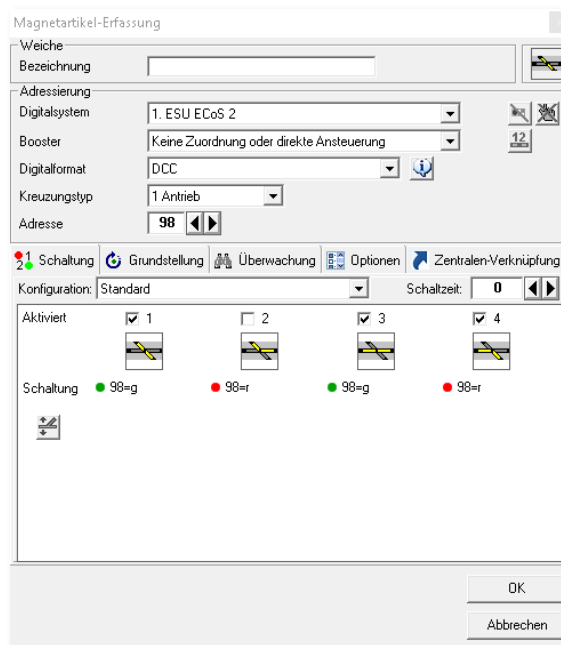 Magnetartikel-Erfassung
Weiche
Bezeichnung
Adressierung
Digitalsystem 1. ESU ECoS 2
Booster Keine Zuordnung oder direkte Ansteuerung 12
Digitalformat DCC
Kreuzungstyp 1 Antrieb
Adresse 98
1 2 Schaltung Grundstellung Überwachung Optionen Zentralen-Verknüpfung
Konfiguration: Standard Schaltzeit: 0
Aktiviert 1 2 3 4
Schaltung 98=g 98=r 98=g 98=r
OK
Abbrechen